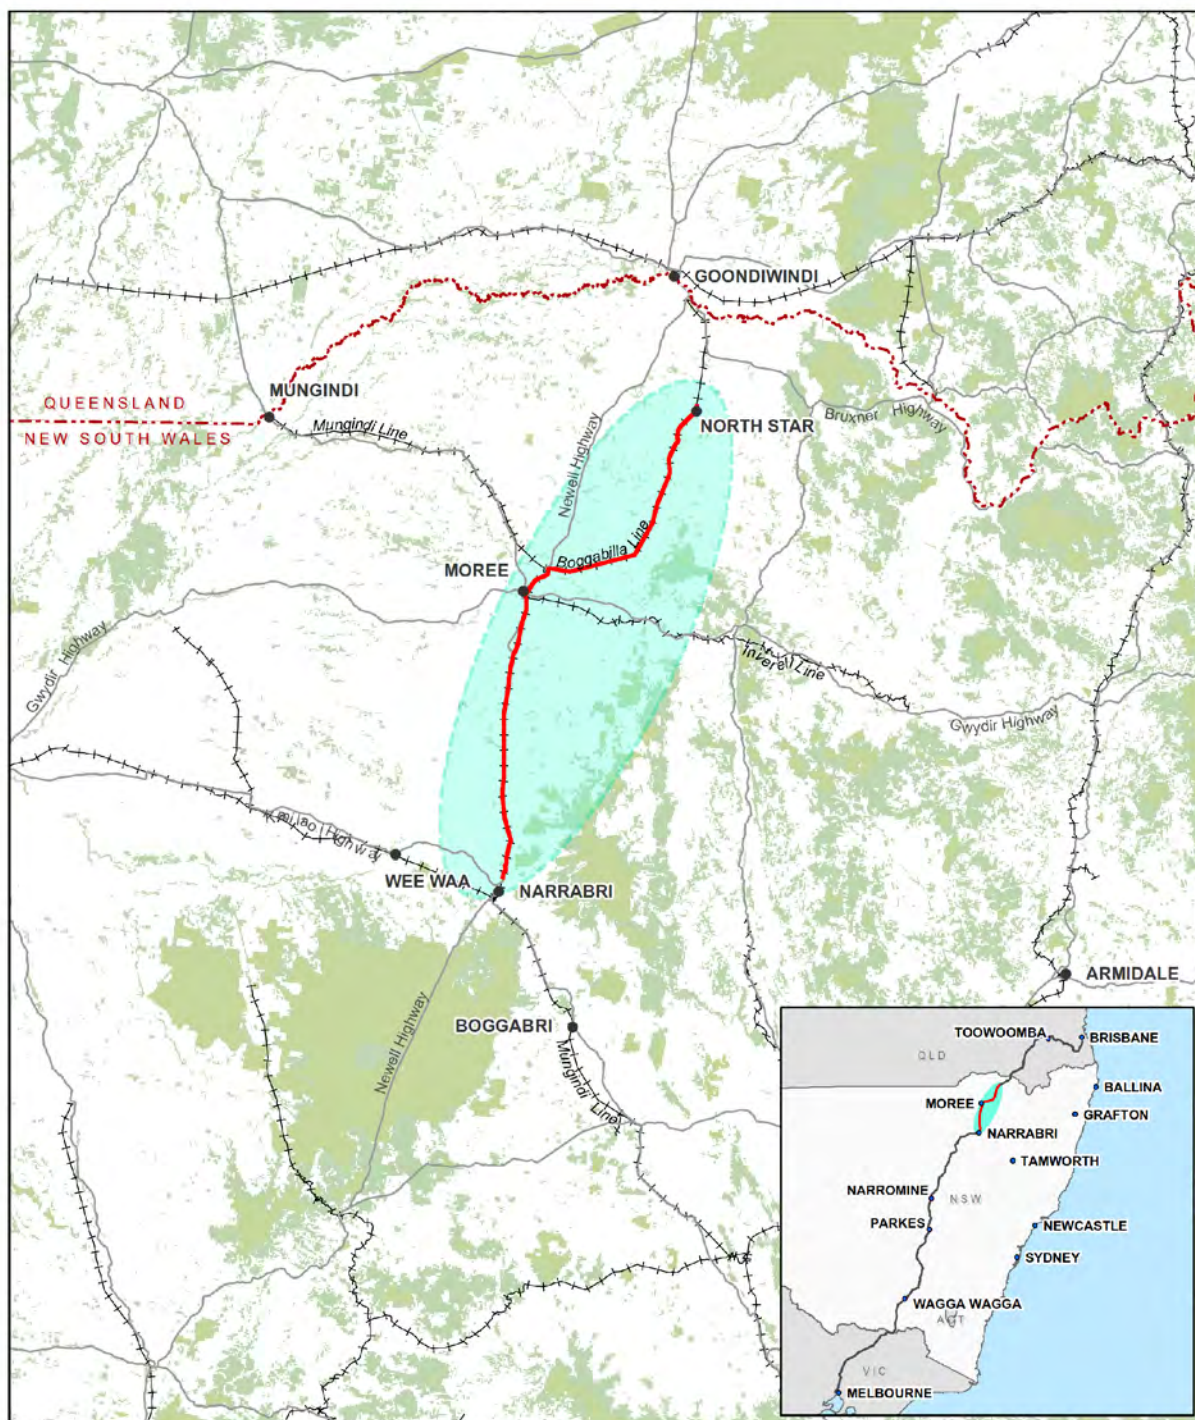 GOONDIWINDI
MUNGINDI
QUEENSLAND
NEW SOUTH WALES
Mungindi Line
Newell Highway
NORTH STAR
Bruxner Highway
Boggabilla Line
MOREE
Gwydir Highway
Inverell Line
Gwydir Highway
Highway
WEE WAA
NARRABRI
ARMIDALE
Newell Highway
BOGGABRI
Mungindi Line
TOOWOOMBA
BRISBANE
QLD
BALLINA
MOREE
GRAFTON
NARRABRI
TAMWORTH
NARROMINE
NSW
PARKES
NEWCASTLE
SYDNEY
WAGGA WAGGA
ACT
VIC
MELBOURNE